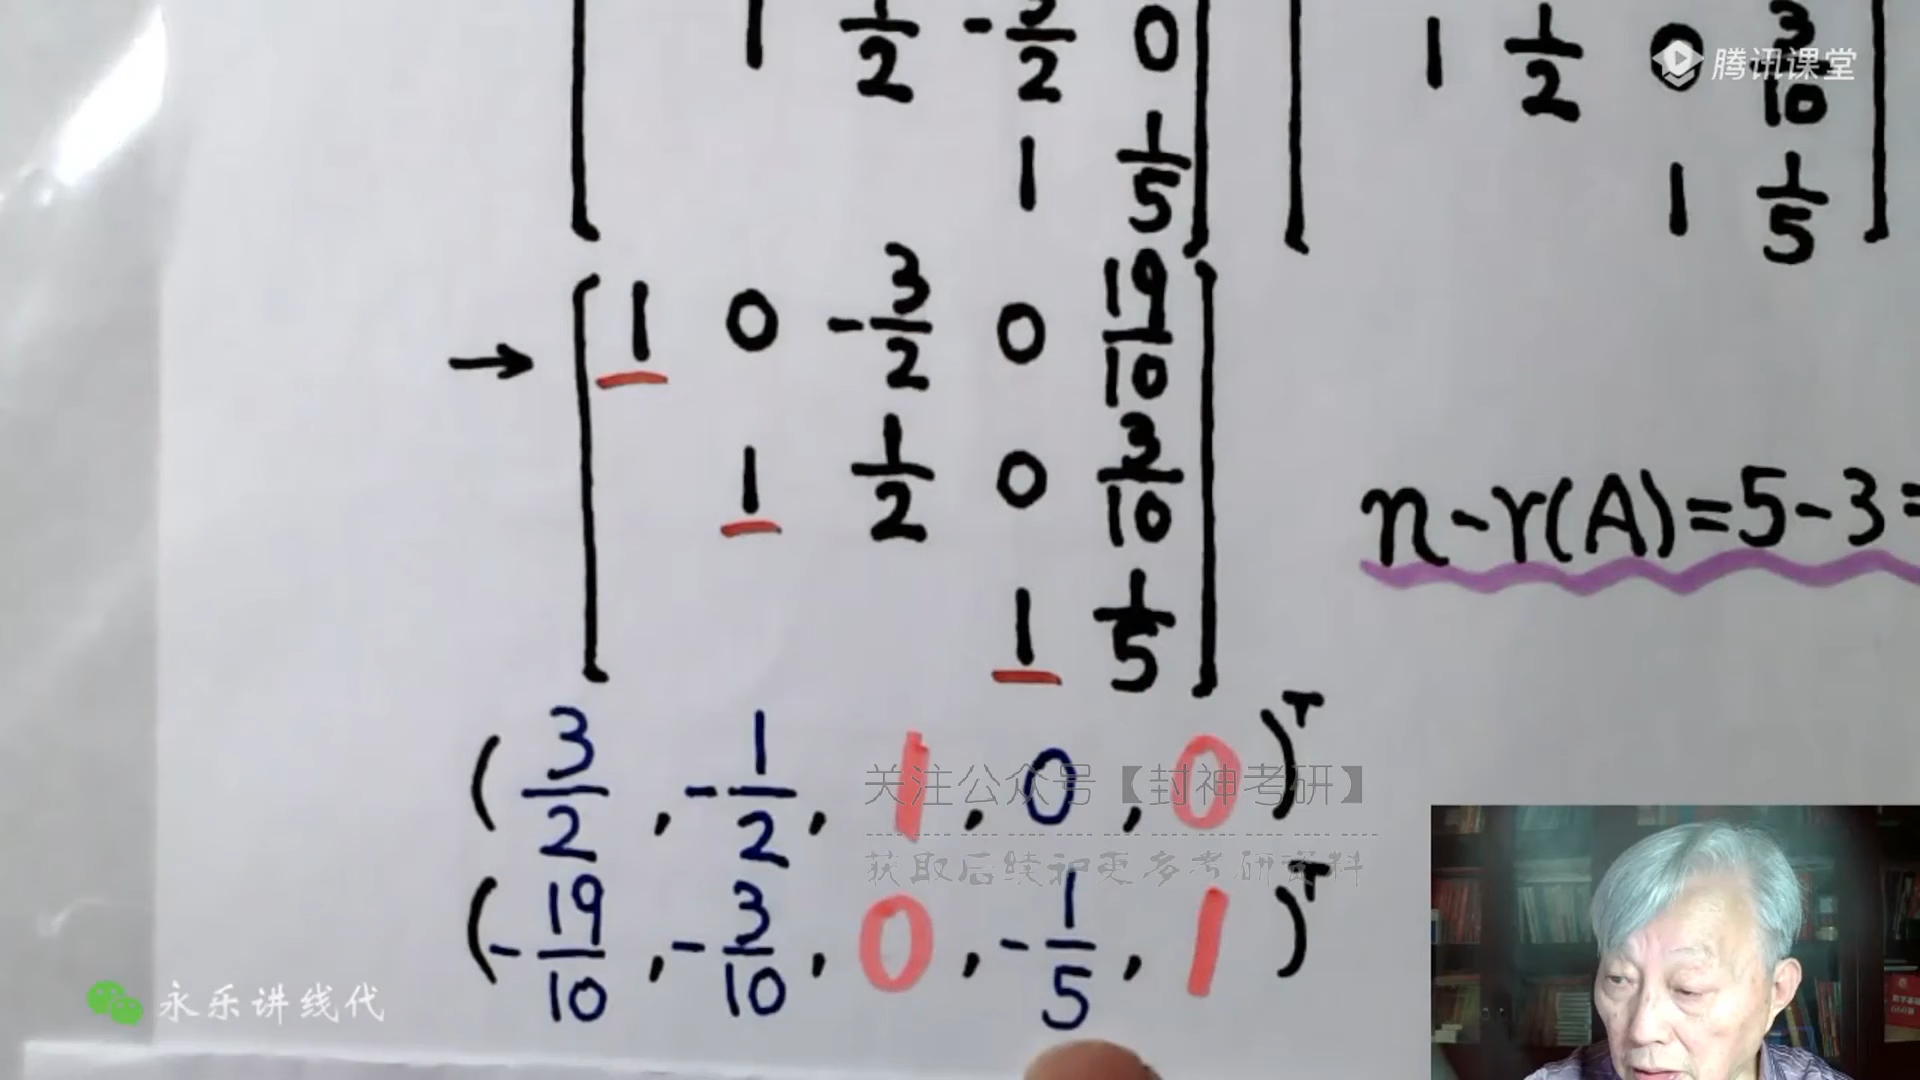 1 1/2 -3/2 0
1 1/5
1 1/2 0 3/10
1 1/5
腾讯课堂
→ [ 1 0 -3/2 0 19/10
1 1/2 0 3/10
1 1/5 ]
n-r(A)=5-3=
(3/2, -1/2, 1, 0, 0)ᵀ
关注公众号【封神考研】
获取后续和更多考研资料
(-19/10, -3/10, 0, -1/5, 1)ᵀ
永乐讲线代